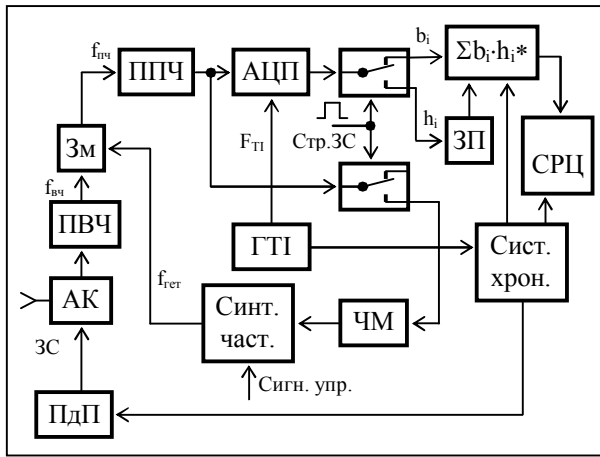 fпч
ППЧ
АЦП
bᵢ
Σbᵢ·hᵢ*
Зм
FТІ
Стр.ЗС
hᵢ
ЗП
СРЦ
fвч
ПВЧ
ГТІ
Сист.
хрон.
АК
fгет
Синт.
част.
ЧМ
ЗС
Сигн. упр.
ПдП